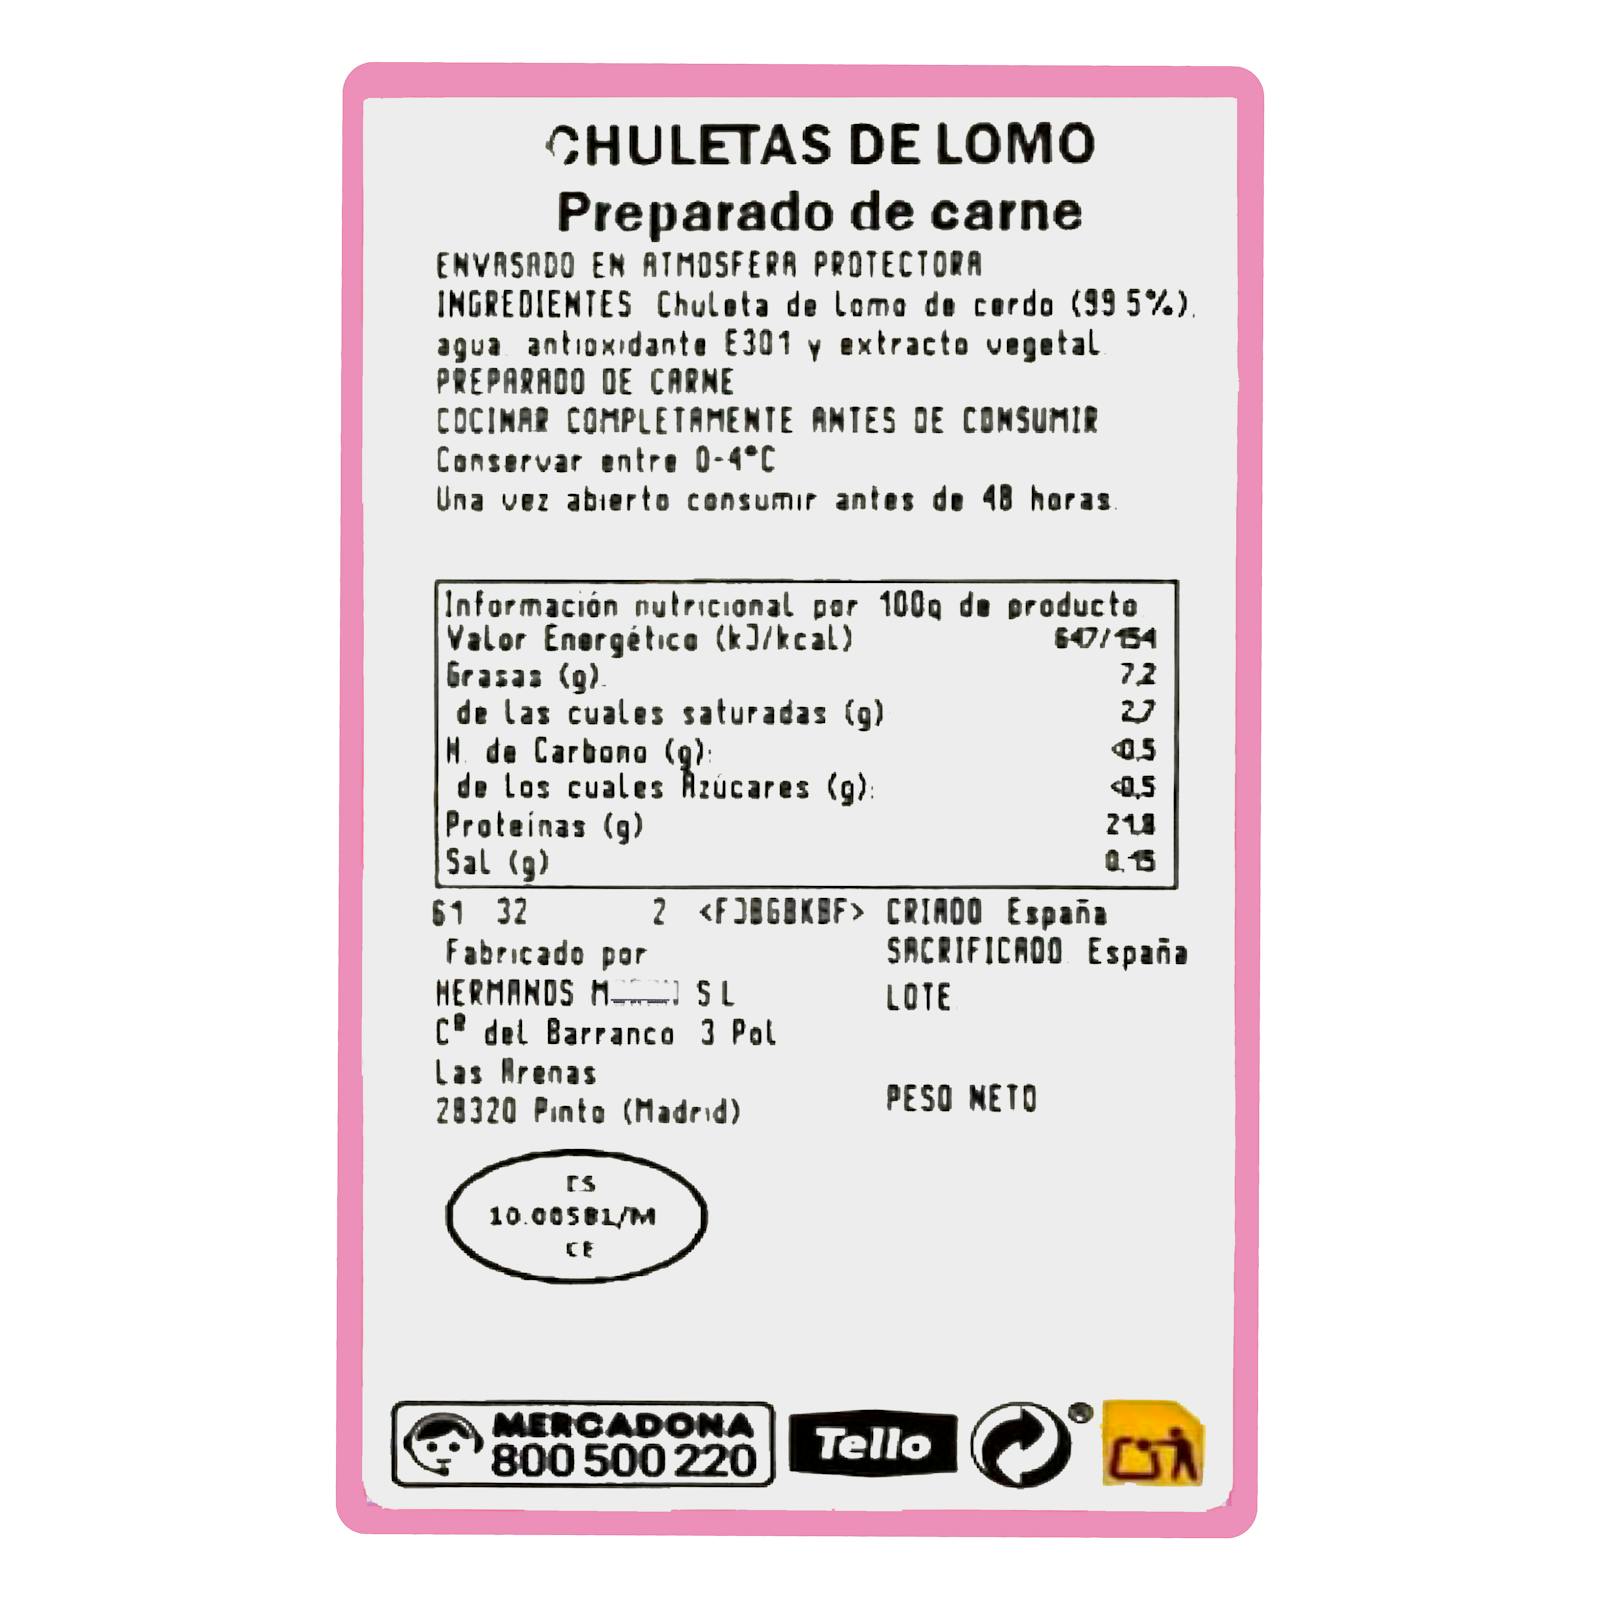 CHULETAS DE LOMO
Preparado de carne
ENVASADO EN ATMOSFERA PROTECTORA
INGREDIENTES Chuleta de Lomo de cerdo (99 5%),
agua antioxidante E301 y extracto vegetal
PREPARADO DE CARNE
COCINAR COMPLETAMENTE ANTES DE CONSUMIR
Conservar entre 0-4°C
Una vez abierto consumir antes de 48 horas.
Información nutricional por 100g de producto
Valor Energético (kJ/kcal) 647/154
Grasas (g) 7,2
de las cuales saturadas (g) 2,7
H. de Carbono (g): <0,5
de los cuales Azúcares (g): <0,5
Proteínas (g) 21,8
Sal (g) 0,15
61 32 2 CRIADO España
Fabricado por SACRIFICADO España
HERMANOS S L LOTE
Cª del Barranco 3 Pol
Las Arenas
28320 Pinto (Madrid) PESO NETO
ES
10.00581/M
CE
MERCADONA
800 500 220
Tello